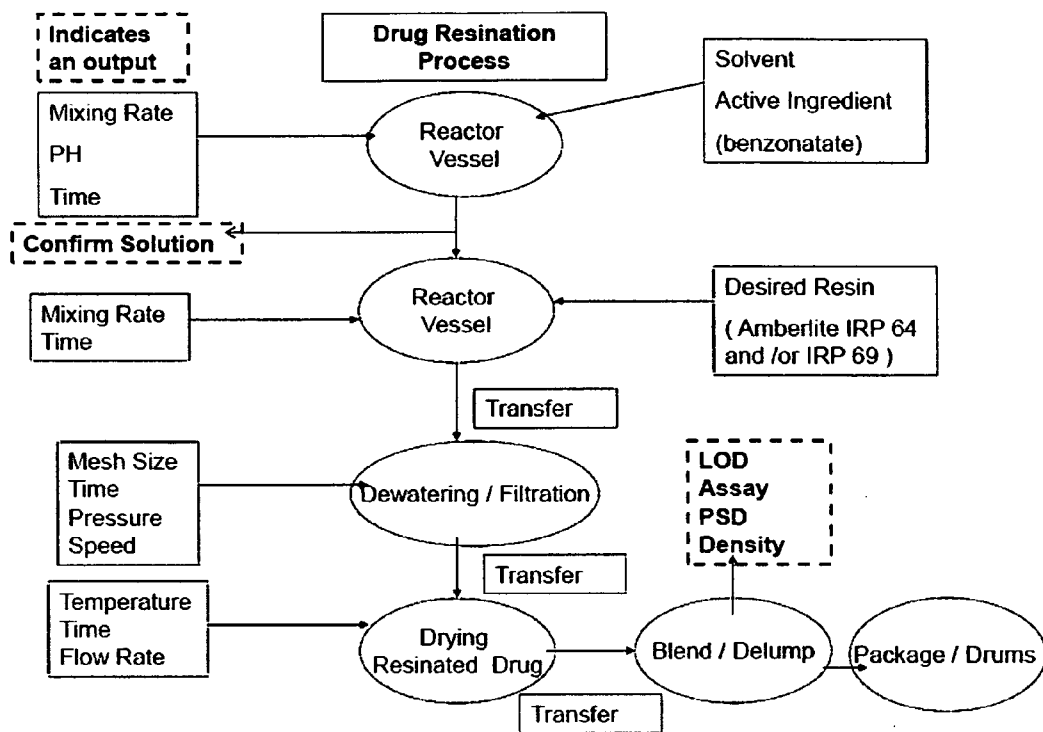 Indicates
an output
Drug Resination
Process
Solvent
Active Ingredient
(benzonatate)
Mixing Rate
PH
Time
Reactor
Vessel
Confirm Solution
Mixing Rate
Time
Reactor
Vessel
Desired Resin
( Amberlite IRP 64
and /or IRP 69 )
Transfer
Mesh Size
Time
Pressure
Speed
Dewatering / Filtration
LOD
Assay
PSD
Density
Transfer
Temperature
Time
Flow Rate
Drying
Resinated Drug
Blend / Delump
Package / Drums
Transfer